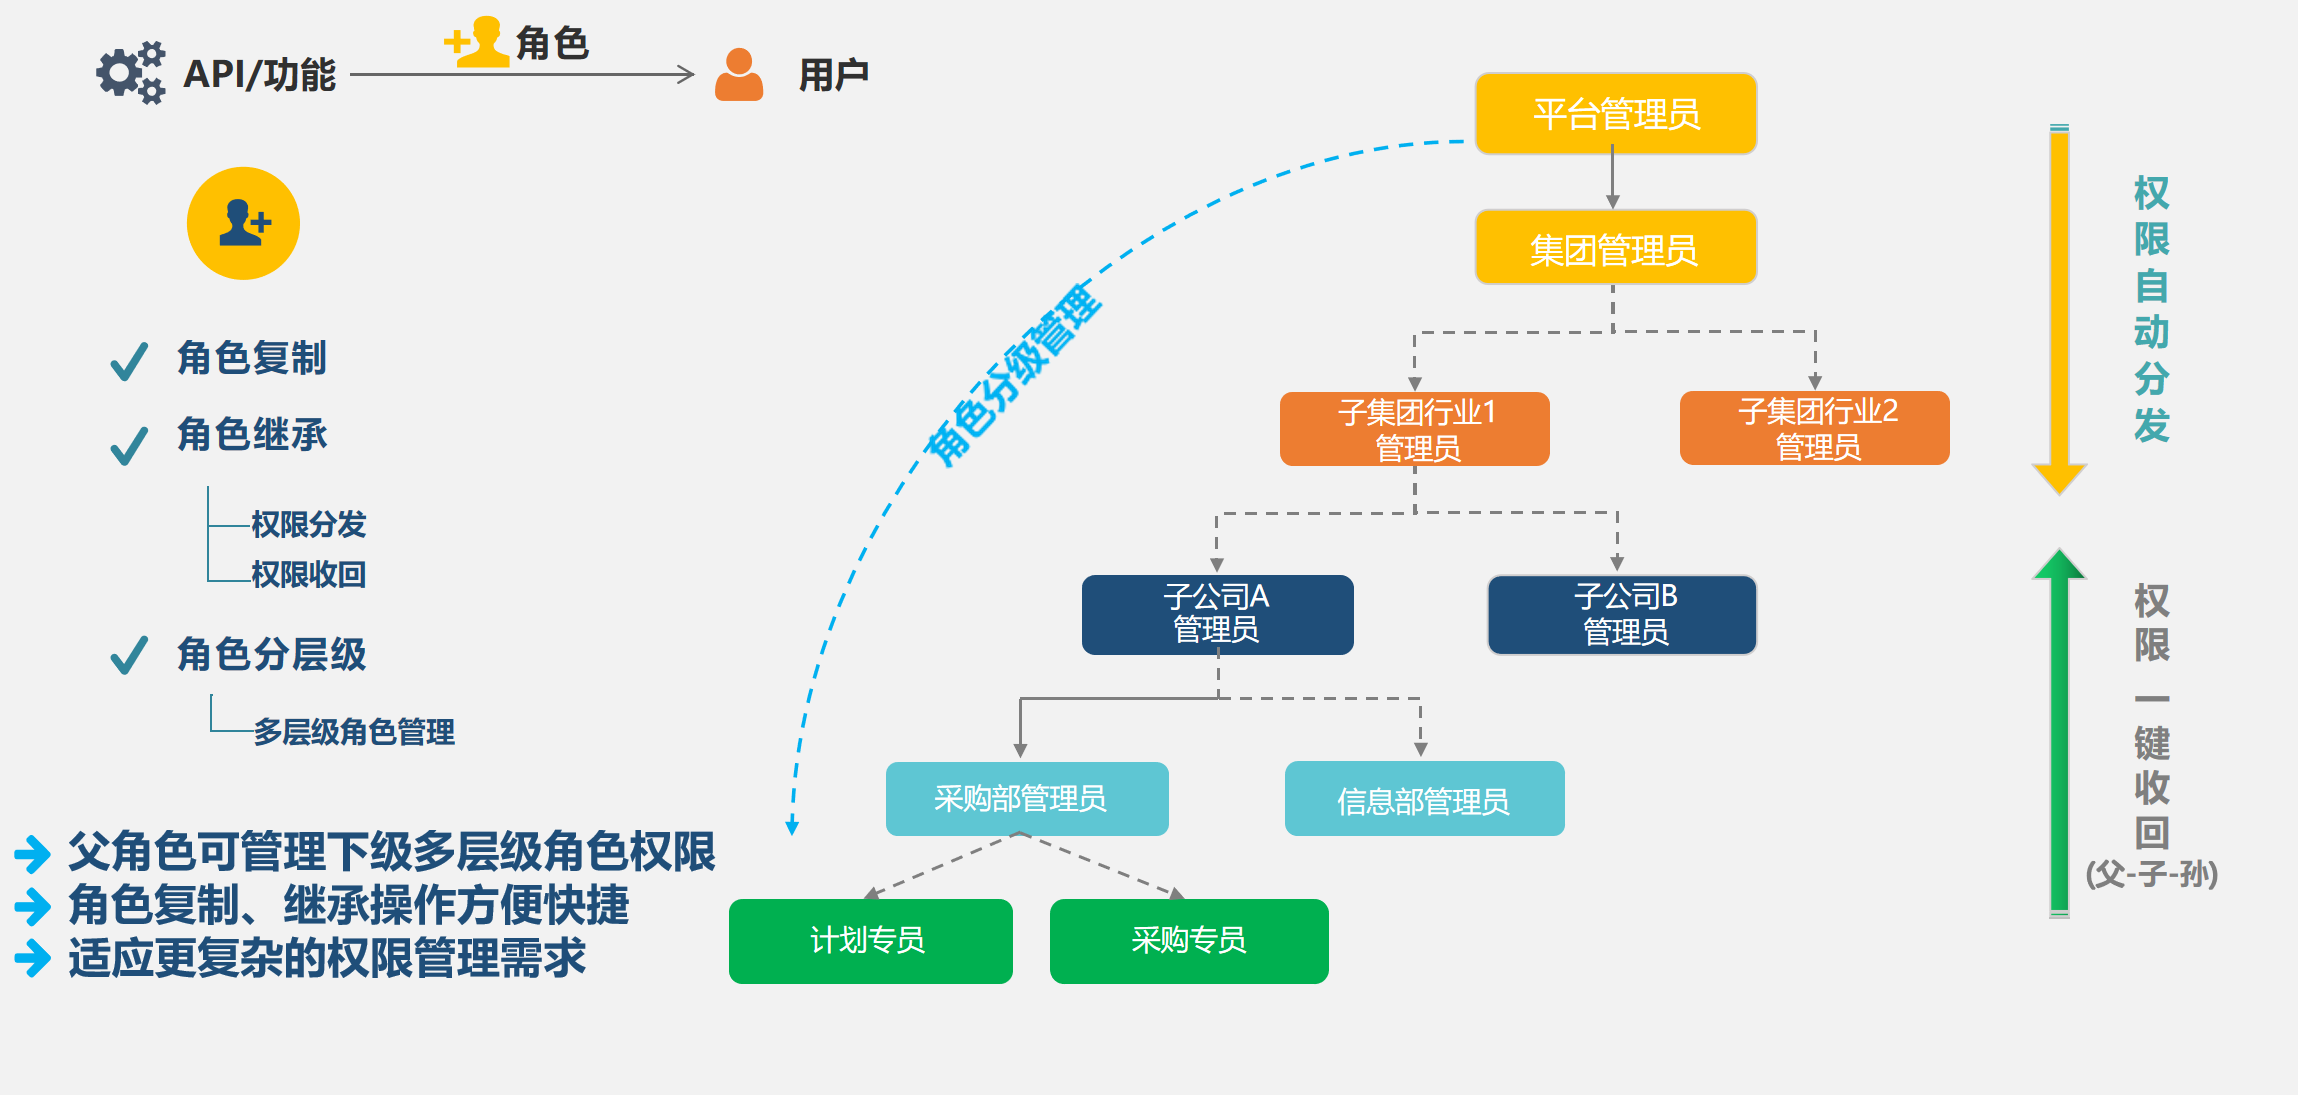 API/功能
角色
用户
角色复制
角色继承
权限分发
权限收回
角色分层级
多层级角色管理
父角色可管理下级多层级角色权限
角色复制、继承操作方便快捷
适应更复杂的权限管理需求
角色分级管理
平台管理员
集团管理员
子集团行业1
管理员
子集团行业2
管理员
子公司A
管理员
子公司B
管理员
采购部管理员
信息部管理员
计划专员
采购专员
权限自动分发
权限一键收回
(父-子-孙)